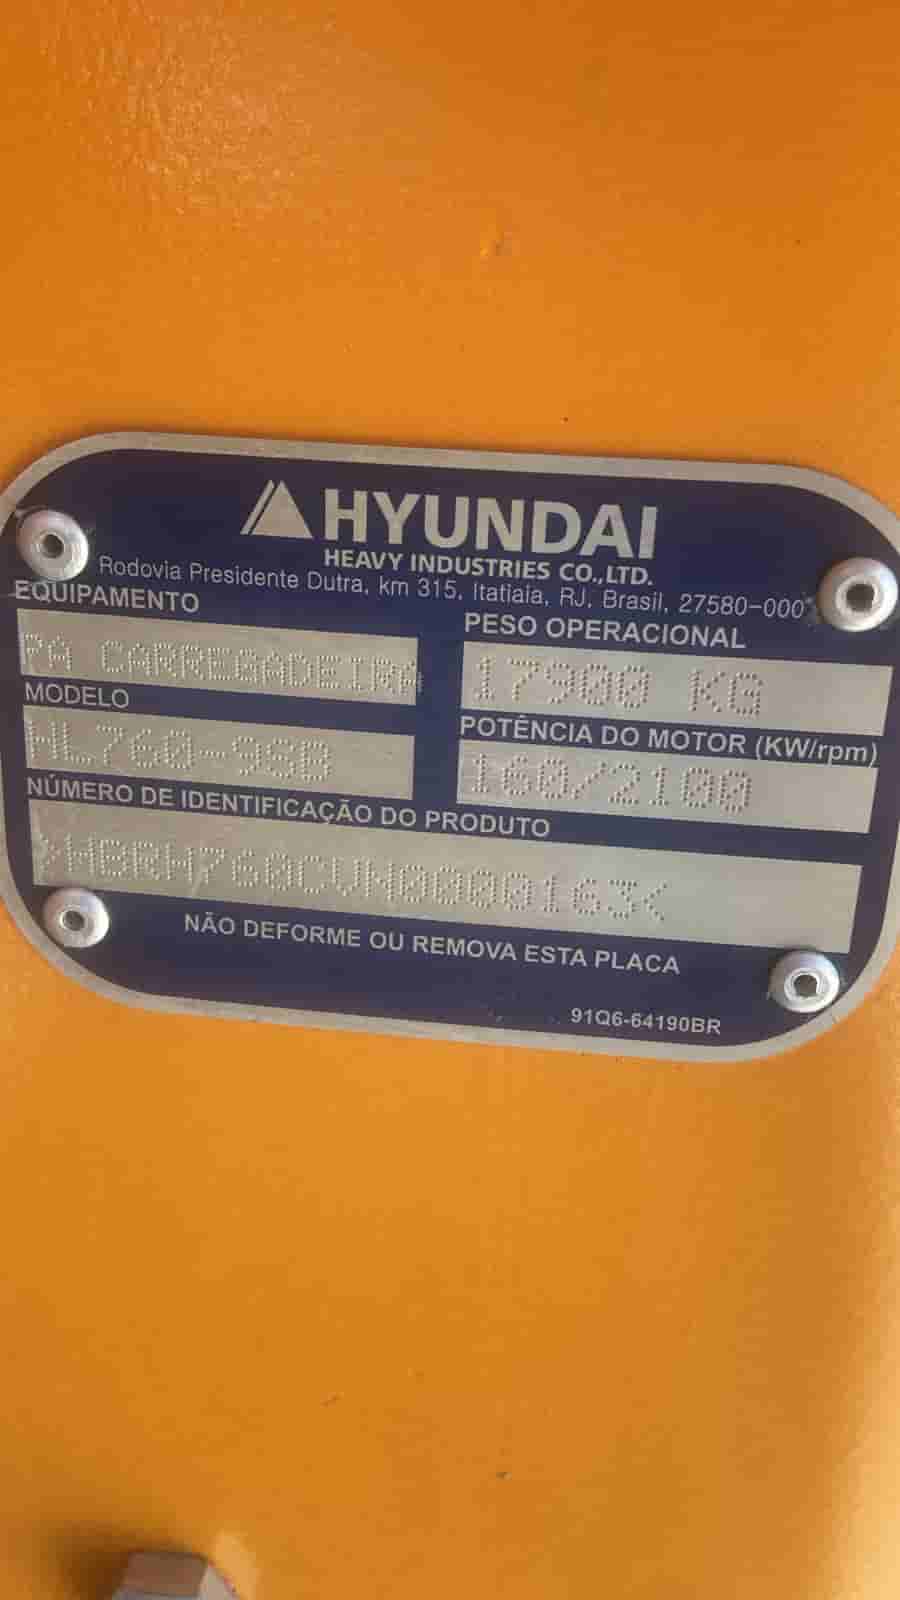 HYUNDAI
HEAVY INDUSTRIES CO.,LTD.
Rodovia Presidente Dutra, km 315, Itatiaia, RJ, Brasil, 27580-000
EQUIPAMENTO
PA CARREGADEIRA
PESO OPERACIONAL
17900 KG
MODELO
HL760-9SB
POTÊNCIA DO MOTOR (KW/rpm)
160/2100
NÚMERO DE IDENTIFICAÇÃO DO PRODUTO
>HBRH760CVN0000163<
NÃO DEFORME OU REMOVA ESTA PLACA
91Q6-64190BR